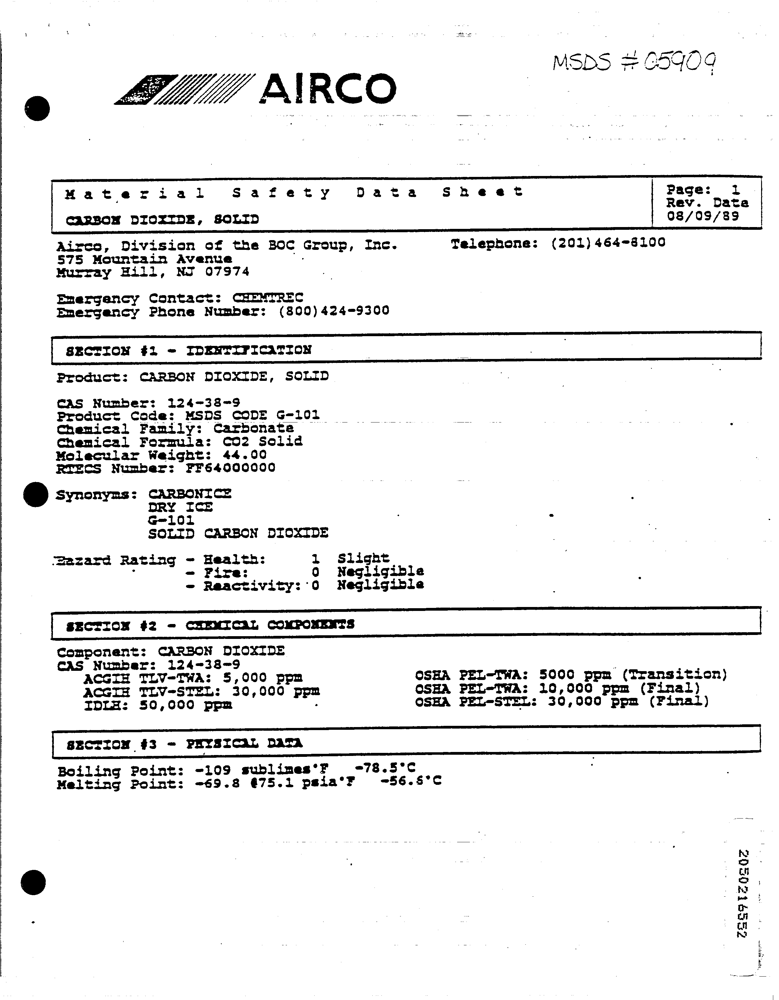 MSDS # 05909
AIRCO
Material Safety Data Sheet
Page: 1
Rev. Data
08/09/89
CARBON DIOXIDE, SOLID
Airco, Division of the BOC Group, Inc. Telephone: (201)464-8100
575 Mountain Avenue
Murray Hill, NJ 07974
Emergency Contact: CHEMTREC
Emergency Phone Number: (800)424-9300
SECTION #1 - IDENTIFICATION
Product: CARBON DIOXIDE, SOLID
CAS Number: 124-38-9
Product Code: MSDS CODE G-101
Chemical Family: Carbonate
Chemical Formula: CO2 Solid
Molecular Weight: 44.00
RTECS Number: FF64000000
Synonyms: CARBONICE
DRY ICE
G-101
SOLID CARBON DIOXIDE
Hazard Rating - Health: 1 Slight
- Fire: 0 Negligible
- Reactivity: 0 Negligible
SECTION #2 - CHEMICAL COMPONENTS
Component: CARBON DIOXIDE
CAS Number: 124-38-9
ACGIH TLV-TWA: 5,000 ppm OSHA PEL-TWA: 5000 ppm (Transition)
ACGIH TLV-STEL: 30,000 ppm OSHA PEL-TWA: 10,000 ppm (Final)
IDLH: 50,000 ppm OSHA PEL-STEL: 30,000 ppm (Final)
SECTION #3 - PHYSICAL DATA
Boiling Point: -109 sublimes°F -78.5°C
Melting Point: -69.8 @75.1 psia°F -56.6°C
2050216552